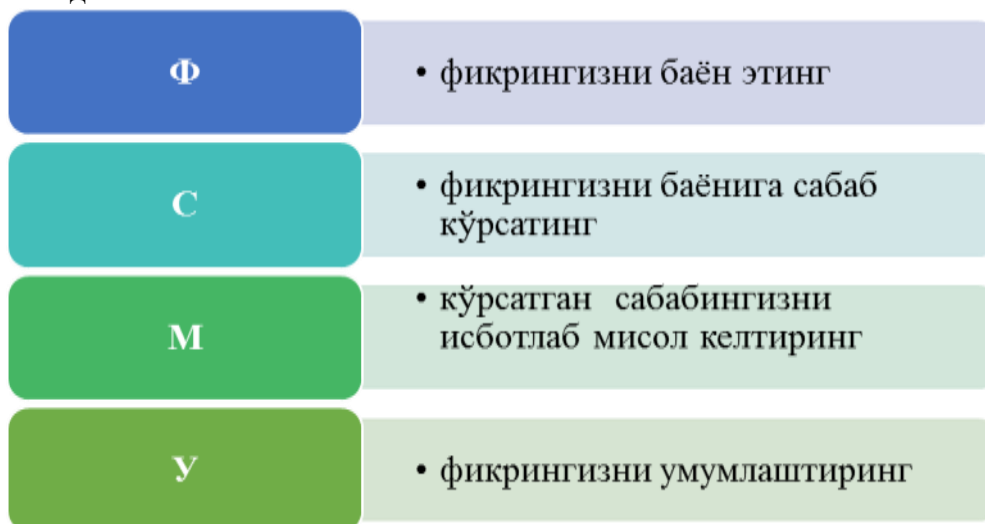 Ф
• фикрингизни баён этинг
С
• фикрингизни баёнига сабаб
кўрсатинг
М
• кўрсатган сабабингизни
исботлаб мисол келтиринг
У
• фикрингизни умумлаштиринг